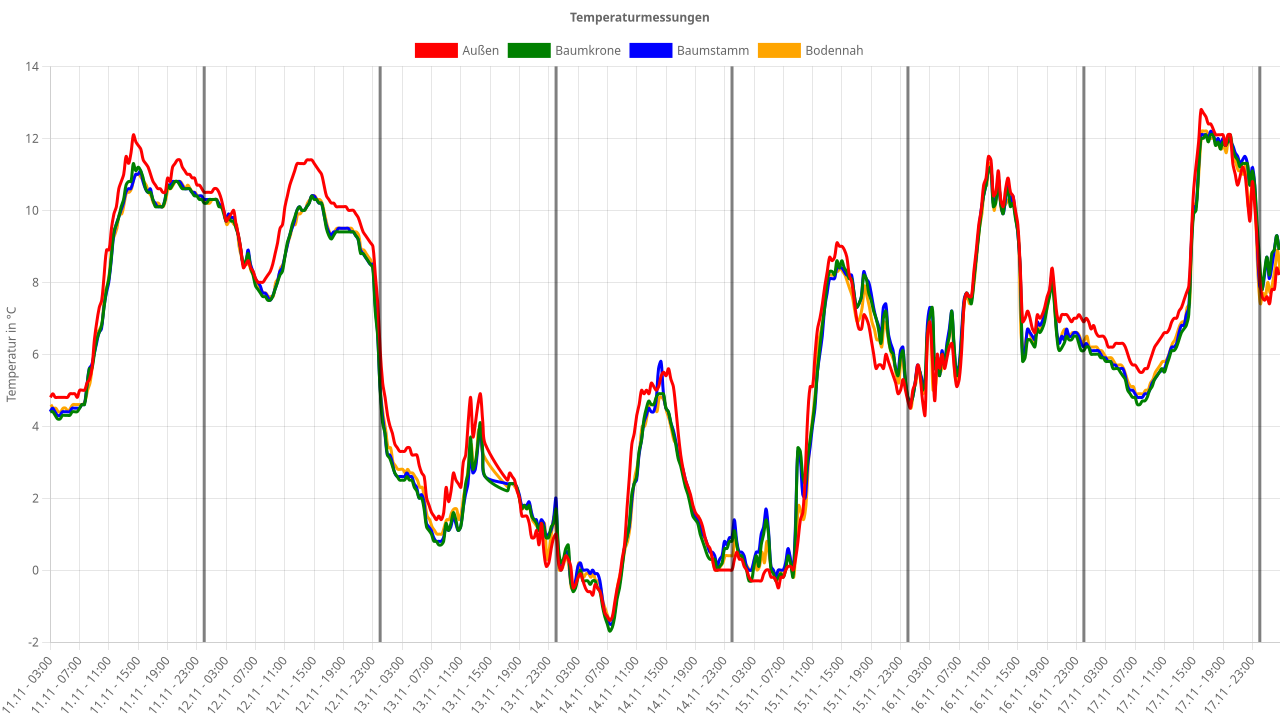 Temperaturmessungen
Außen Baumkrone Baumstamm Bodennah
Temperatur in °C
14
12
10
8
6
4
2
0
-2
11.11 - 03:00
11.11 - 07:00
11.11 - 11:00
11.11 - 15:00
11.11 - 19:00
11.11 - 23:00
12.11 - 03:00
12.11 - 07:00
12.11 - 11:00
12.11 - 15:00
12.11 - 19:00
12.11 - 23:00
13.11 - 03:00
13.11 - 07:00
13.11 - 11:00
13.11 - 15:00
13.11 - 19:00
13.11 - 23:00
14.11 - 03:00
14.11 - 07:00
14.11 - 11:00
14.11 - 15:00
14.11 - 19:00
14.11 - 23:00
15.11 - 03:00
15.11 - 07:00
15.11 - 11:00
15.11 - 15:00
15.11 - 19:00
15.11 - 23:00
16.11 - 03:00
16.11 - 07:00
16.11 - 11:00
16.11 - 15:00
16.11 - 19:00
16.11 - 23:00
17.11 - 03:00
17.11 - 07:00
17.11 - 11:00
17.11 - 15:00
17.11 - 19:00
17.11 - 23:00